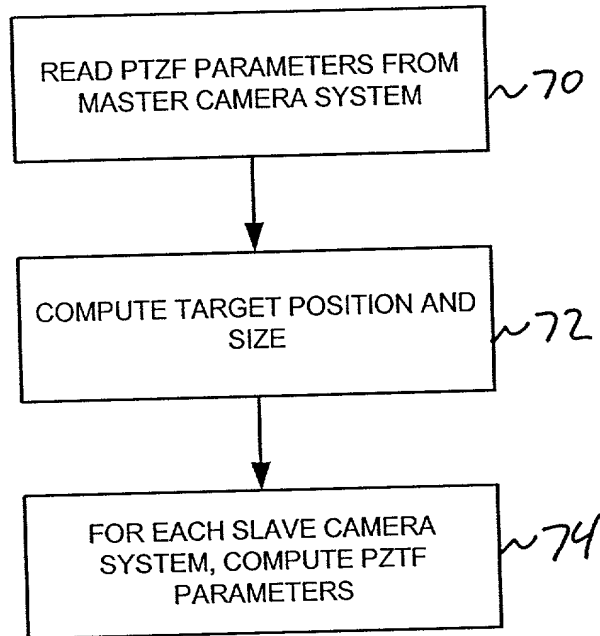 READ PTZF PARAMETERS FROM
MASTER CAMERA SYSTEM
70
COMPUTE TARGET POSITION AND
SIZE
72
FOR EACH SLAVE CAMERA
SYSTEM, COMPUTE PZTF
PARAMETERS
74